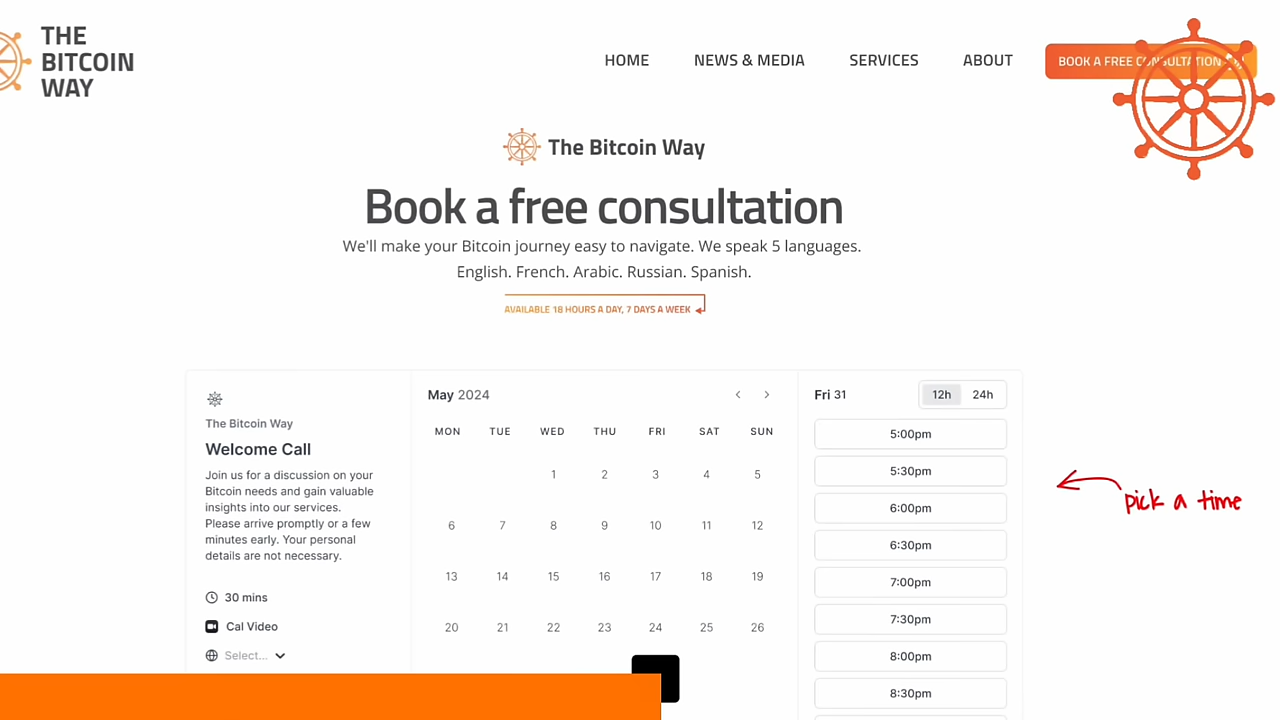 THE
BITCOIN
WAY
HOME NEWS & MEDIA SERVICES ABOUT BOOK A FREE CONSULTATION
The Bitcoin Way
Book a free consultation
We'll make your Bitcoin journey easy to navigate. We speak 5 languages.
English. French. Arabic. Russian. Spanish.
AVAILABLE 18 HOURS A DAY, 7 DAYS A WEEK
The Bitcoin Way
Welcome Call
Join us for a discussion on your
Bitcoin needs and gain valuable
insights into our services.
Please arrive promptly or a few
minutes early. Your personal
details are not necessary.
30 mins
Cal Video
Select...
May 2024
MON TUE WED THU FRI SAT SUN
1 2 3 4 5
6 7 8 9 10 11 12
13 14 15 16 17 18 19
20 21 22 23 24 25 26
Fri 31 12h 24h
5:00pm
5:30pm
6:00pm
6:30pm
7:00pm
7:30pm
8:00pm
8:30pm
pick a time